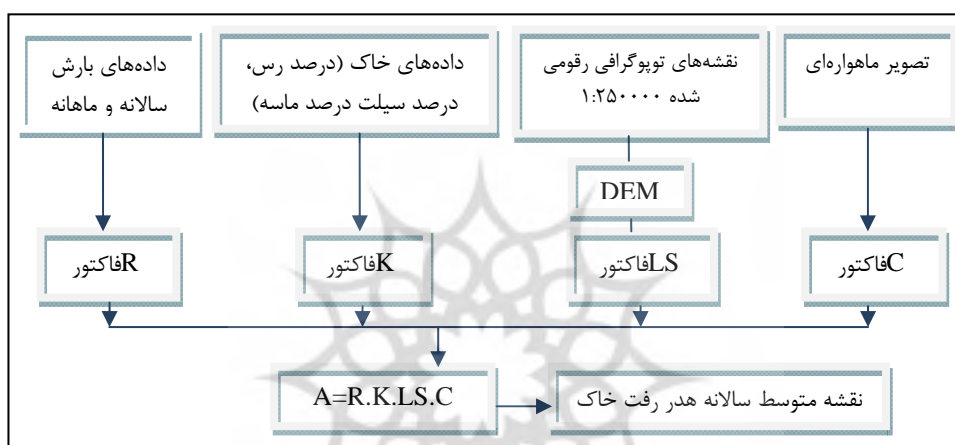 داده‌های بارش
سالانه و ماهانه
داده‌های خاک (درصد رس،
درصد سیلت درصد ماسه)
نقشه‌های توپوگرافی رقومی
شده ۱:۲۵۰۰۰۰
تصویر ماهواره‌ای
DEM
فاکتورR
فاکتورK
فاکتورLS
فاکتورC
A=R.K.LS.C
نقشه متوسط سالانه هدر رفت خاک